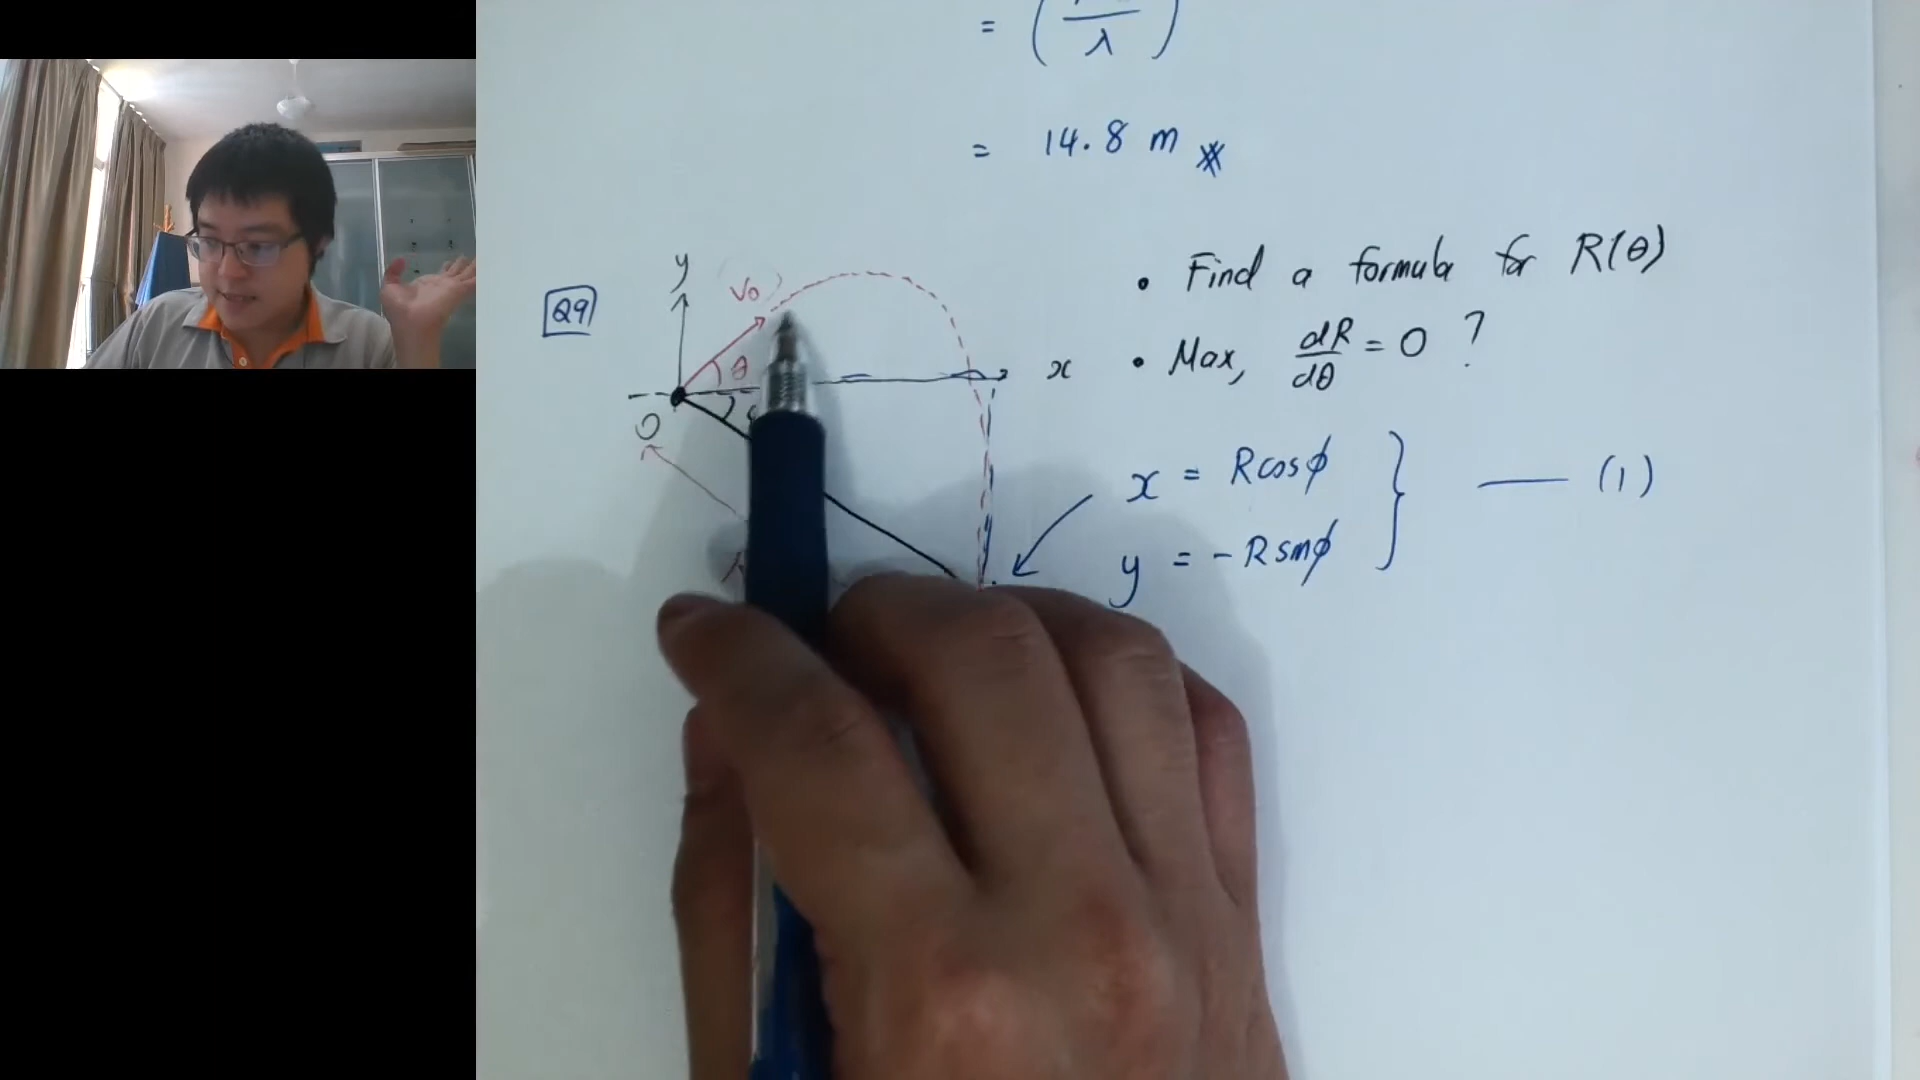 = ( / λ )
= 14.8 m
Q9
y
v₀
θ
x
O
• Find a formula for R(θ)
• Max, dR/dθ = 0 ?
x = R cos ϕ
y = - R sin ϕ
} —— (1)